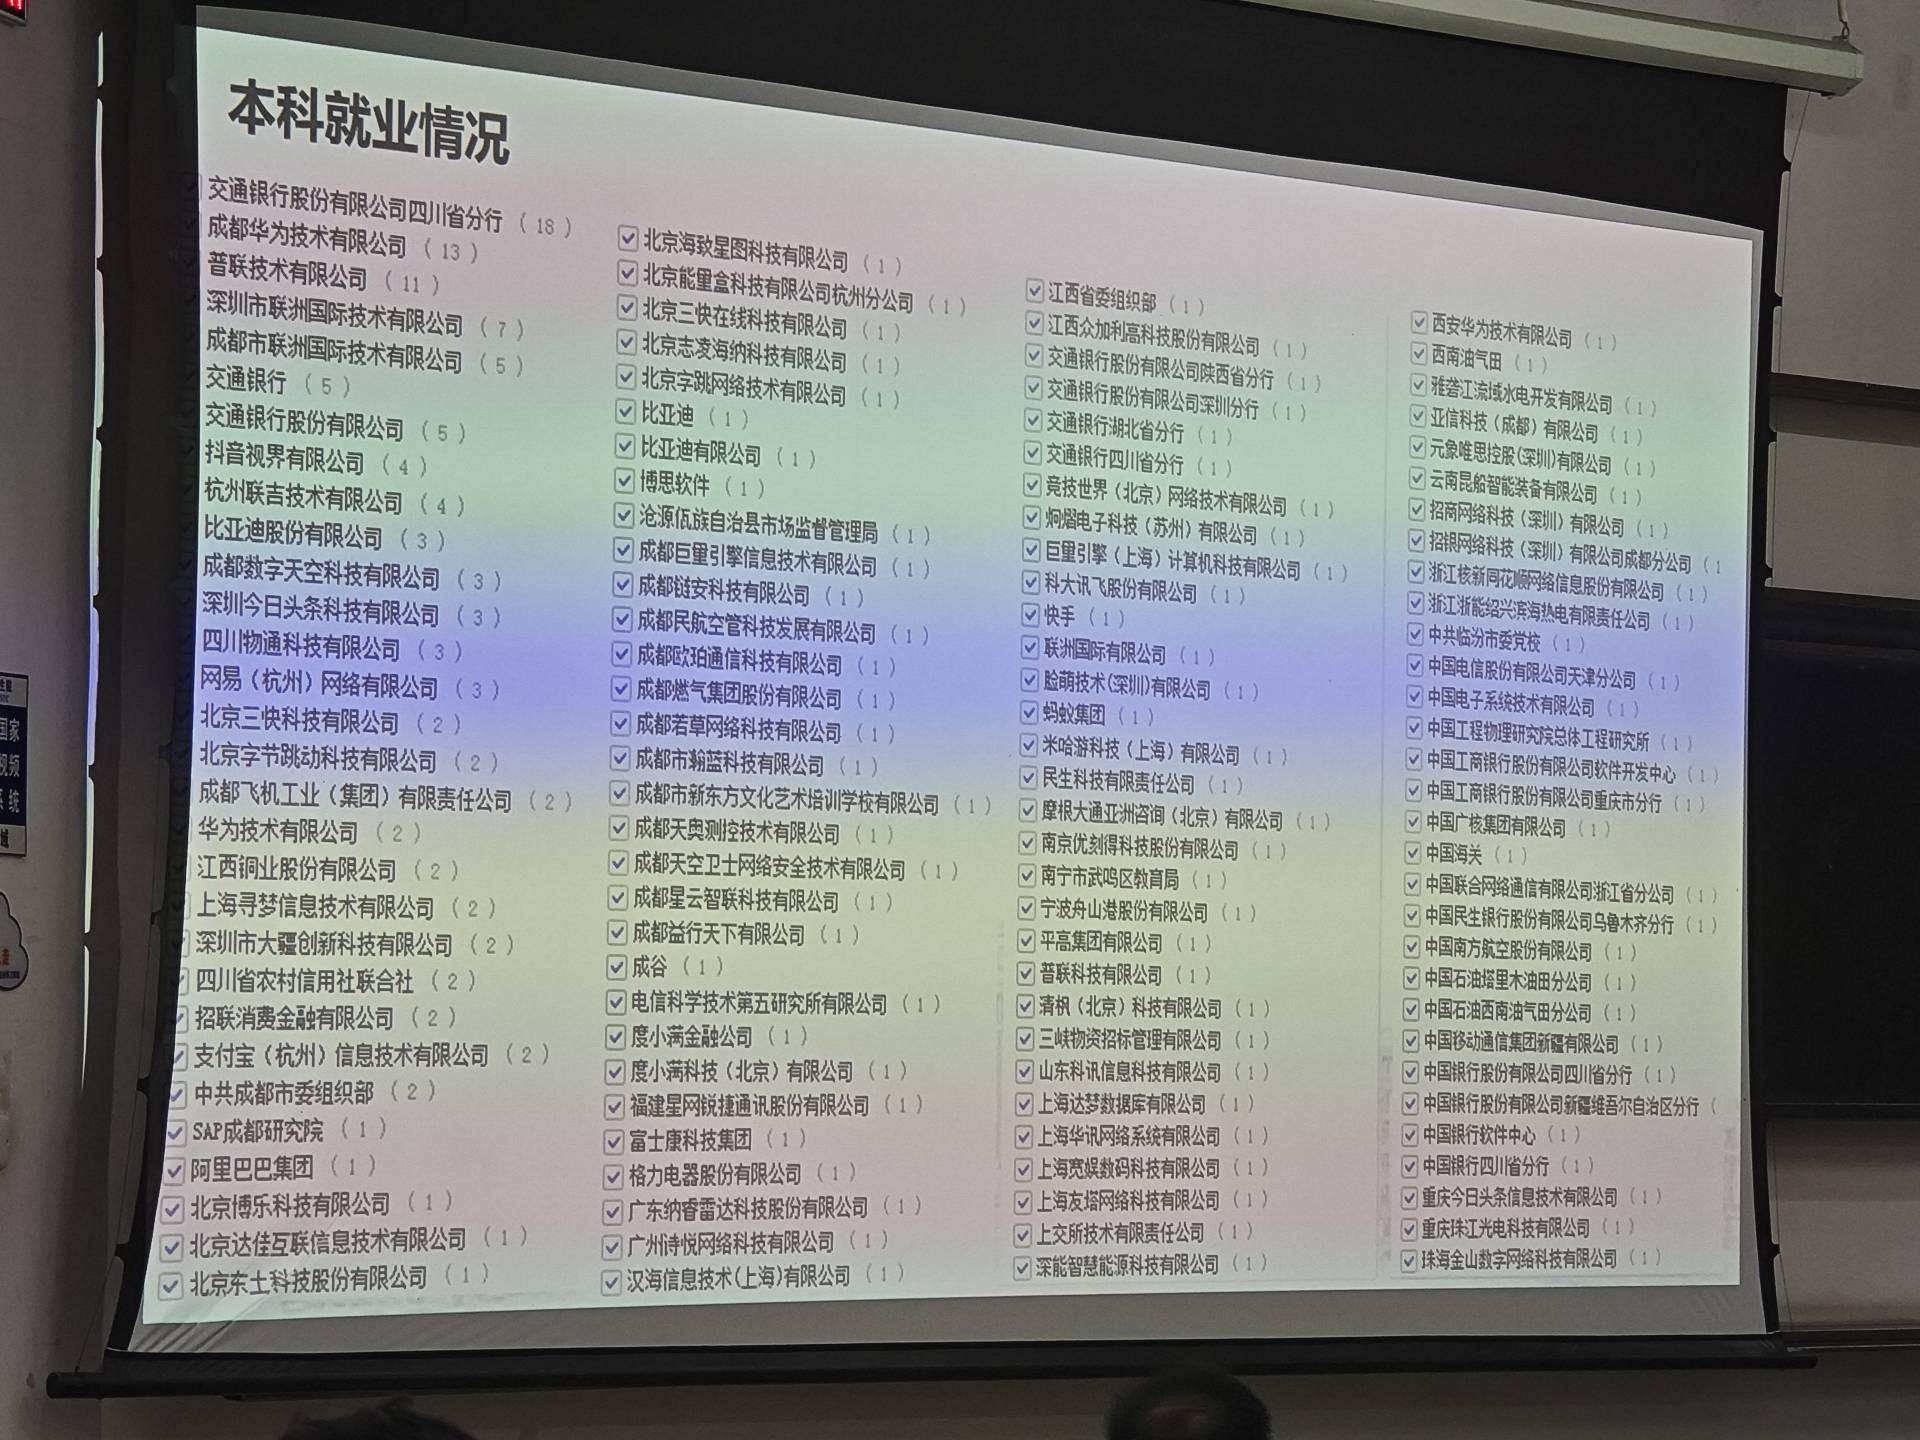 本科就业情况
交通银行股份有限公司四川省分行 (18)
成都华为技术有限公司 (13)
普联技术有限公司 (11)
深圳市联洲国际技术有限公司 (7)
成都市联洲国际技术有限公司 (5)
交通银行 (5)
交通银行股份有限公司 (5)
抖音视界有限公司 (4)
杭州联吉技术有限公司 (4)
比亚迪股份有限公司 (3)
成都数字天空科技有限公司 (3)
深圳今日头条科技有限公司 (3)
四川物通科技有限公司 (3)
网易（杭州）网络有限公司 (3)
北京三快科技有限公司 (2)
北京字节跳动科技有限公司 (2)
成都飞机工业（集团）有限责任公司 (2)
华为技术有限公司 (2)
江西铜业股份有限公司 (2)
上海寻梦信息技术有限公司 (2)
深圳市大疆创新科技有限公司 (2)
四川省农村信用社联合社 (2)
招联消费金融有限公司 (2)
支付宝（杭州）信息技术有限公司 (2)
中共成都市委组织部 (2)
SAP成都研究院 (1)
阿里巴巴集团 (1)
北京博乐科技有限公司 (1)
北京达佳互联信息技术有限公司 (1)
北京东土科技股份有限公司 (1)
北京海致星图科技有限公司 (1)
北京能量盒科技有限公司杭州分公司 (1)
北京三快在线科技有限公司 (1)
北京志凌海纳科技有限公司 (1)
北京字跳网络技术有限公司 (1)
比亚迪 (1)
比亚迪有限公司 (1)
博思软件 (1)
沧源佤族自治县市场监督管理局 (1)
成都巨量引擎信息技术有限公司 (1)
成都链安科技有限公司 (1)
成都民航空管科技发展有限公司 (1)
成都欧珀通信科技有限公司 (1)
成都燃气集团股份有限公司 (1)
成都若草网络科技有限公司 (1)
成都市瀚蓝科技有限公司 (1)
成都市新东方文化艺术培训学校有限公司 (1)
成都天奥测控技术有限公司 (1)
成都天空卫士网络安全技术有限公司 (1)
成都星云智联科技有限公司 (1)
成都益行天下有限公司 (1)
成谷 (1)
电信科学技术第五研究所有限公司 (1)
度小满金融公司 (1)
度小满科技（北京）有限公司 (1)
福建星网锐捷通讯股份有限公司 (1)
富士康科技集团 (1)
格力电器股份有限公司 (1)
广东纳睿雷达科技股份有限公司 (1)
广州诗悦网络科技有限公司 (1)
汉海信息技术(上海)有限公司 (1)
江西省委组织部 (1)
江西众加利高科技股份有限公司 (1)
交通银行股份有限公司陕西省分行 (1)
交通银行股份有限公司深圳分行 (1)
交通银行湖北省分行 (1)
交通银行四川省分行 (1)
竞技世界（北京）网络技术有限公司 (1)
炯熠电子科技（苏州）有限公司 (1)
巨量引擎（上海）计算机科技有限公司 (1)
科大讯飞股份有限公司 (1)
快手 (1)
联洲国际有限公司 (1)
脸萌技术(深圳)有限公司 (1)
蚂蚁集团 (1)
米哈游科技（上海）有限公司 (1)
民生科技有限责任公司 (1)
摩根大通亚洲咨询（北京）有限公司 (1)
南京优刻得科技股份有限公司 (1)
南宁市武鸣区教育局 (1)
宁波舟山港股份有限公司 (1)
平高集团有限公司 (1)
普联科技有限公司 (1)
清枫（北京）科技有限公司 (1)
三峡物资招标管理有限公司 (1)
山东科讯信息科技有限公司 (1)
上海达梦数据库有限公司 (1)
上海华讯网络系统有限公司 (1)
上海宽娱数码科技有限公司 (1)
上海友塔网络科技有限公司 (1)
上交所技术有限责任公司 (1)
深能智慧能源科技有限公司 (1)
西安华为技术有限公司 (1)
西南油气田 (1)
雅砻江流域水电开发有限公司 (1)
亚信科技（成都）有限公司 (1)
元象唯思控股(深圳)有限公司 (1)
云南昆船智能装备有限公司 (1)
招商网络科技（深圳）有限公司 (1)
招银网络科技（深圳）有限公司成都分公司 (1
浙江核新同花顺网络信息股份有限公司 (1)
浙江浙能绍兴滨海热电有限责任公司 (1)
中共临汾市委党校 (1)
中国电信股份有限公司天津分公司 (1)
中国电子系统技术有限公司 (1)
中国工程物理研究院总体工程研究所 (1)
中国工商银行股份有限公司软件开发中心 (1)
中国工商银行股份有限公司重庆市分行 (1)
中国广核集团有限公司 (1)
中国海关 (1)
中国联合网络通信有限公司浙江省分公司 (1)
中国民生银行股份有限公司乌鲁木齐分行 (1)
中国南方航空股份有限公司 (1)
中国石油塔里木油田分公司 (1)
中国石油西南油气田分公司 (1)
中国移动通信集团新疆有限公司 (1)
中国银行股份有限公司四川省分行 (1)
中国银行股份有限公司新疆维吾尔自治区分行 (
中国银行软件中心 (1)
中国银行四川省分行 (1)
重庆今日头条信息技术有限公司 (1)
重庆珠江光电科技有限公司 (1)
珠海金山数字网络科技有限公司 (1)
国家
视频
系统
域